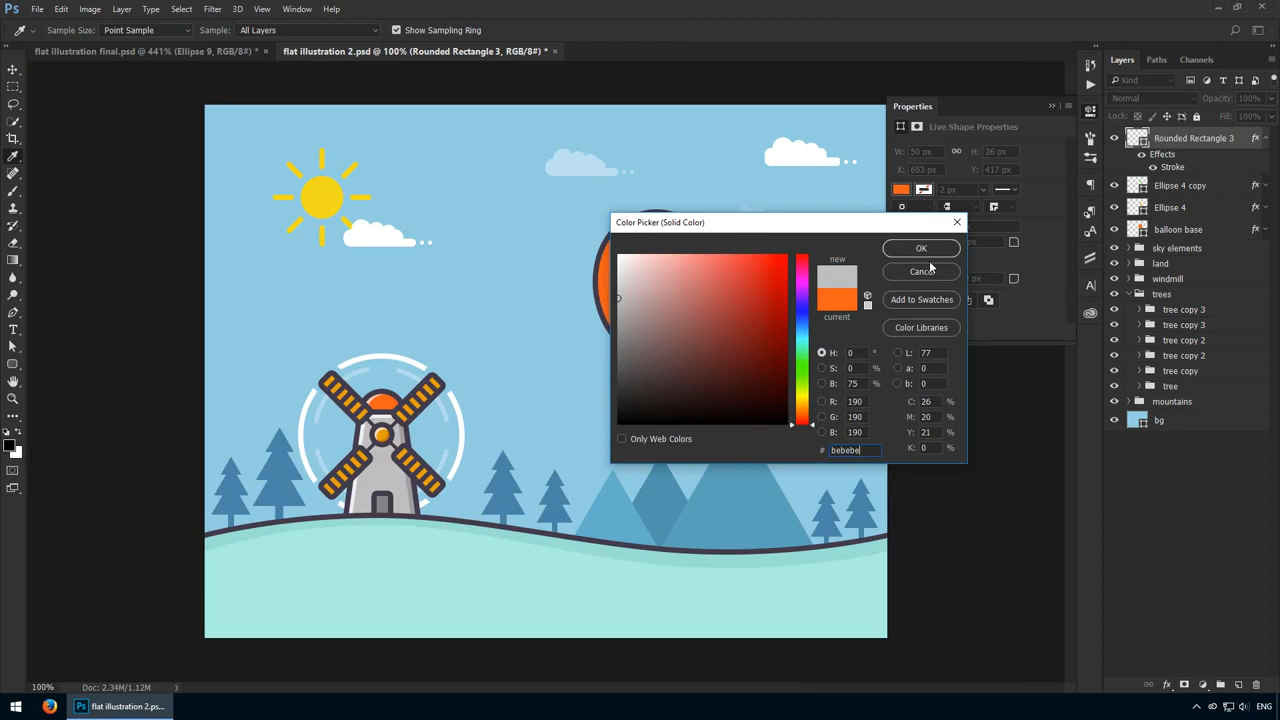 Ps File Edit Image Layer Type Select Filter 3D View Window Help
Sample Size: Point Sample Sample: All Layers Show Sampling Ring
flat illustration final.psd @ 441% (Ellipse 9, RGB/8#) * × flat illustration 2.psd @ 100% (Rounded Rectangle 3, RGB/8#) * ×
Properties
Live Shape Properties
W: 50 px H: 26 px
X: 653 px Y: 417 px
2 px
Color Picker (Solid Color)
new
current
OK
Cancel
Add to Swatches
Color Libraries
H: 0 °
S: 0 %
B: 75 %
R: 190
G: 190
B: 190
# bebebe
L: 77
a: 0
b: 0
C: 26 %
M: 20 %
Y: 21 %
K: 0 %
Only Web Colors
Layers Paths Channels
Kind
Normal Opacity: 100%
Lock: Fill: 100%
Rounded Rectangle 3 fx
Effects
Stroke
Ellipse 4 copy fx
Ellipse 4 fx
balloon base fx
sky elements
land
windmill
trees
tree copy 3
tree copy 3
tree copy 2
tree copy 2
tree copy
tree
mountains
bg
100% Doc: 2.34M/1.12M
Ps flat illustration 2.ps...
ENG